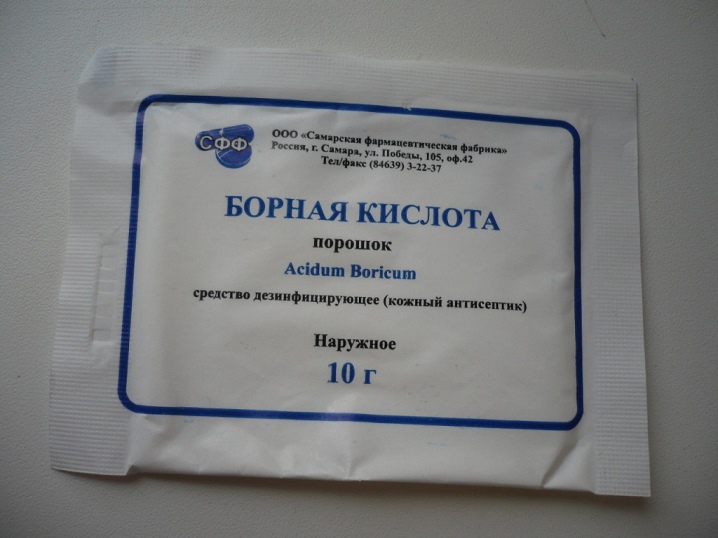 СФФ
ООО «Самарская фармацевтическая фабрика»
Россия, г. Самара, ул. Победы, 105, оф.42
Тел/факс (84639) 3-22-37
БОРНАЯ КИСЛОТА
порошок
Acidum Boricum
средство дезинфицирующее (кожный антисептик)
Наружное
10 г